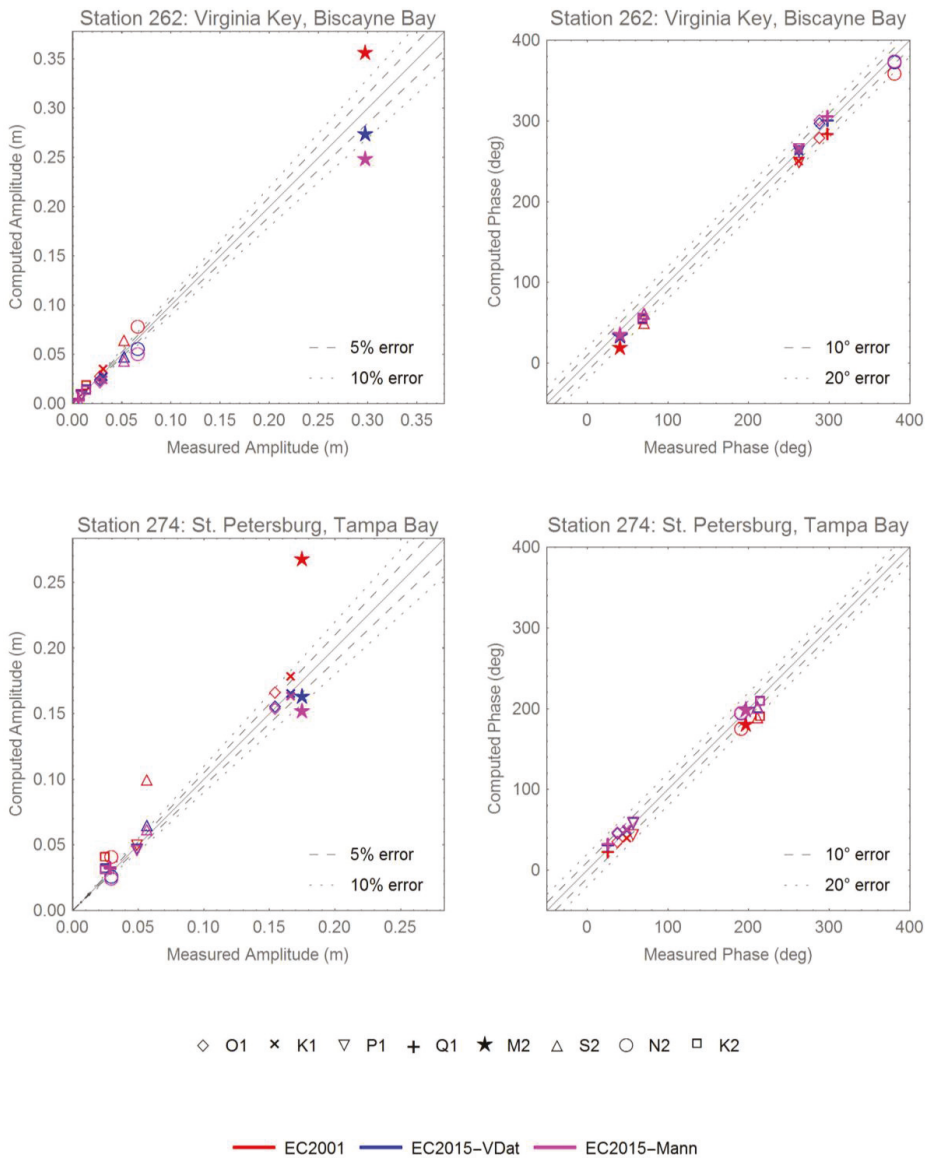 Station 262: Virginia Key, Biscayne Bay
0.35
0.30
0.25
0.20
0.15
0.10
0.05
0.00
Computed Amplitude (m)
5% error
10% error
0.00 0.05 0.10 0.15 0.20 0.25 0.30 0.35
Measured Amplitude (m)
Station 262: Virginia Key, Biscayne Bay
400
300
200
100
0
Computed Phase (deg)
10° error
20° error
0 100 200 300 400
Measured Phase (deg)
Station 274: St. Petersburg, Tampa Bay
0.25
0.20
0.15
0.10
0.05
0.00
Computed Amplitude (m)
5% error
10% error
0.00 0.05 0.10 0.15 0.20 0.25
Measured Amplitude (m)
Station 274: St. Petersburg, Tampa Bay
400
300
200
100
0
Computed Phase (deg)
10° error
20° error
0 100 200 300 400
Measured Phase (deg)
O1 K1 P1 Q1 M2 S2 N2 K2
EC2001 EC2015-VDat EC2015-Mann